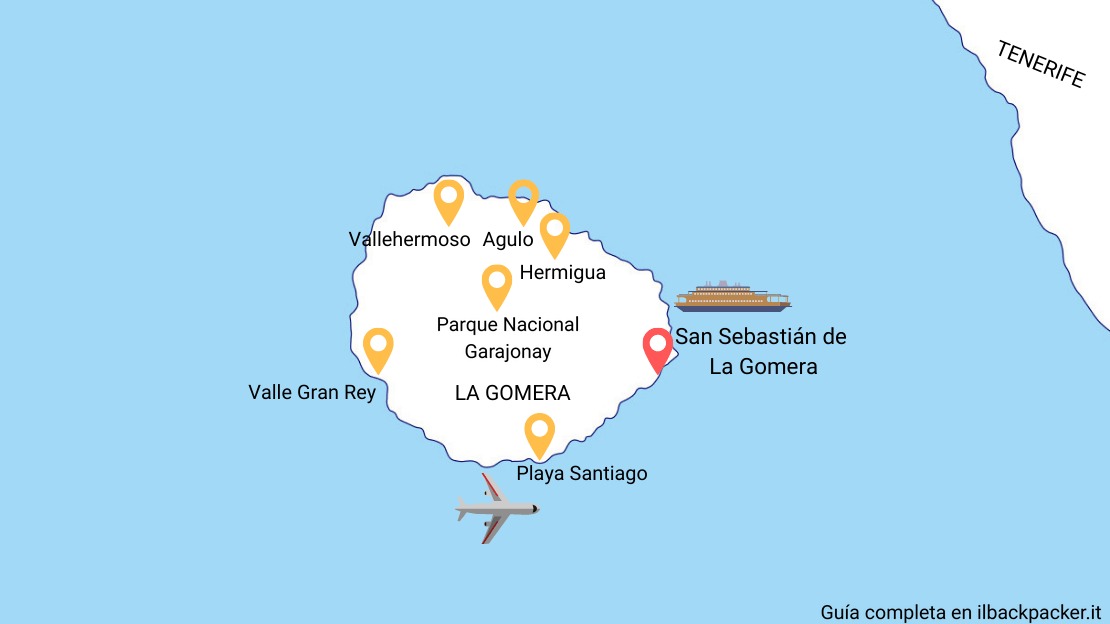 TENERIFE
Vallehermoso
Agulo
Hermigua
Parque Nacional
Garajonay
San Sebastián de
La Gomera
Valle Gran Rey
LA GOMERA
Playa Santiago
Guía completa en ilbackpacker.it